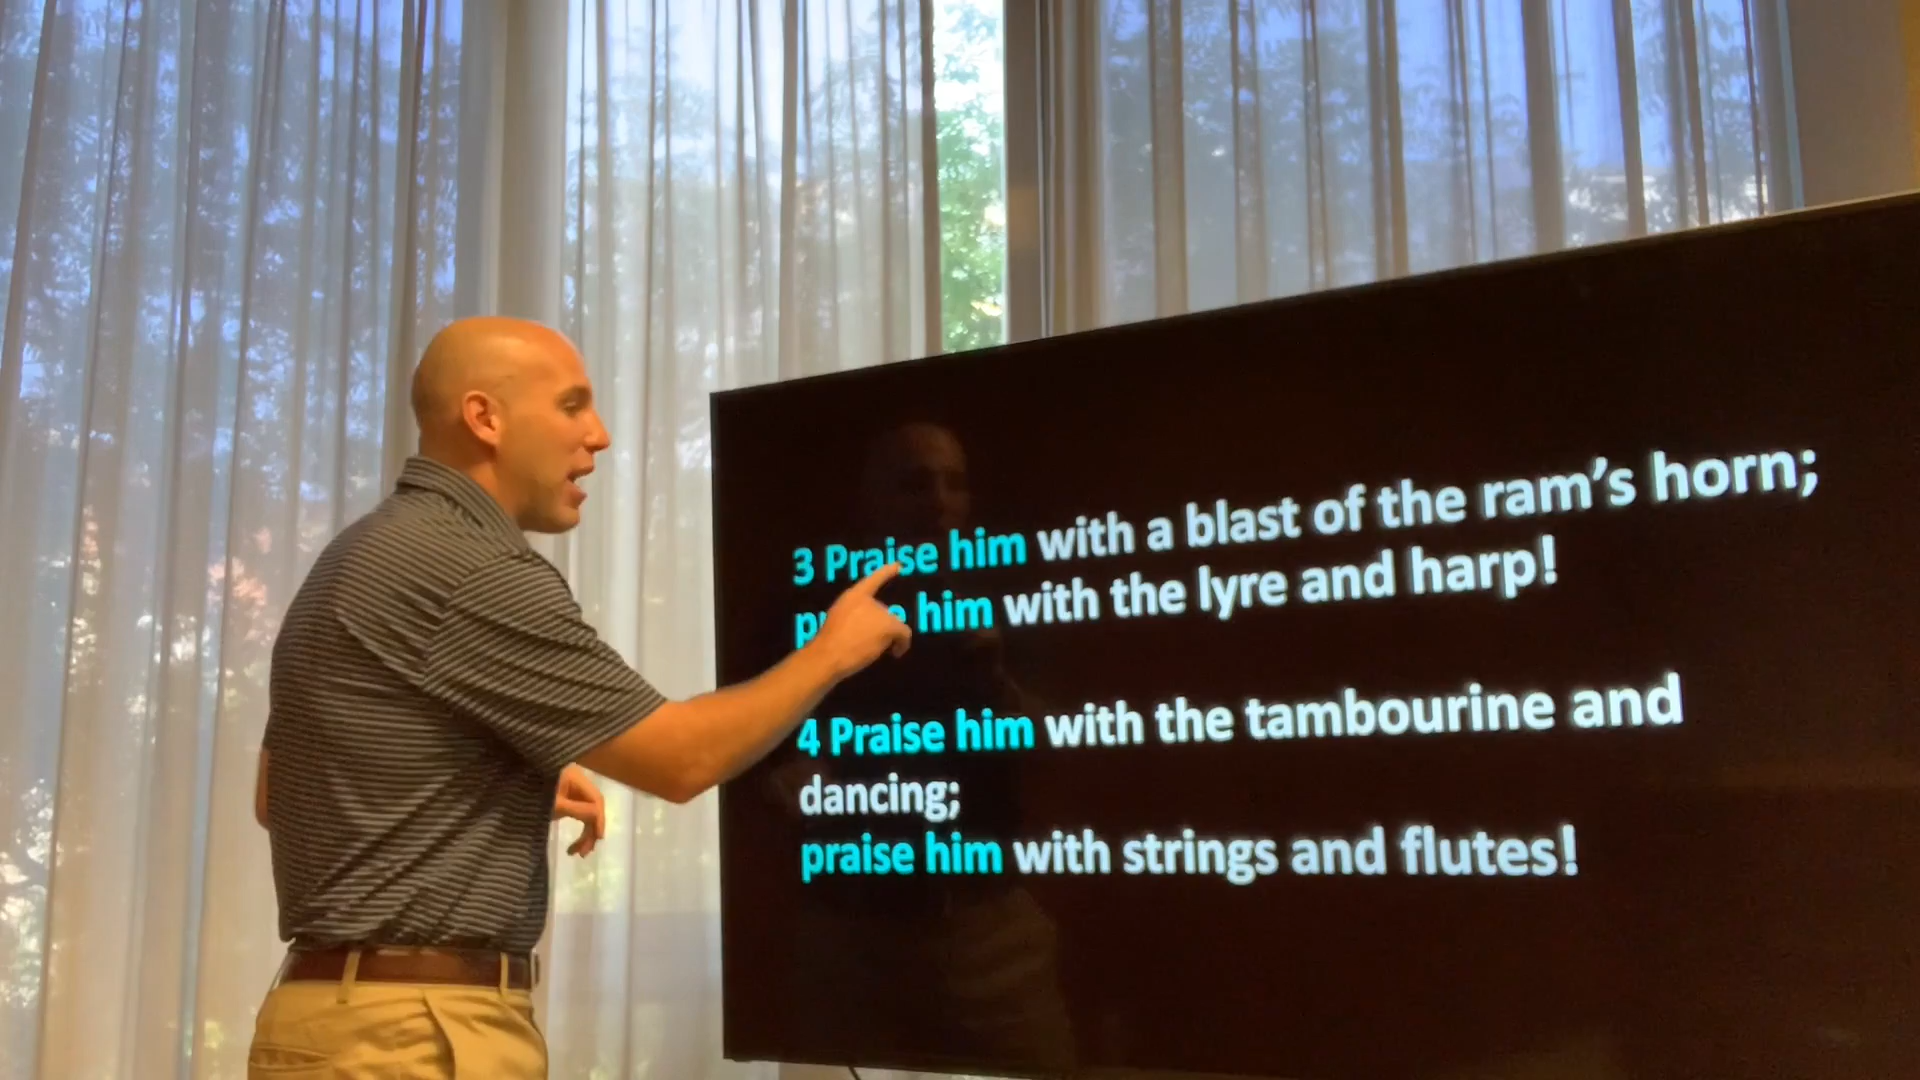 3 Praise him with a blast of the ram's horn;
him with the lyre and harp!
4 Praise him with the tambourine and
dancing;
praise him with strings and flutes!